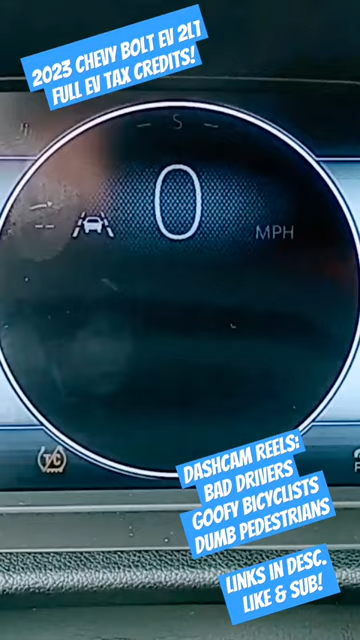 2023 CHEVY BOLT EV 2LT
FULL EV TAX CREDITS!
- S -
0
--
MPH
TC
DASHCAM REELS:
BAD DRIVERS
GOOFY BICYCLISTS
DUMB PEDESTRIANS
LINKS IN DESC.
LIKE & SUB!